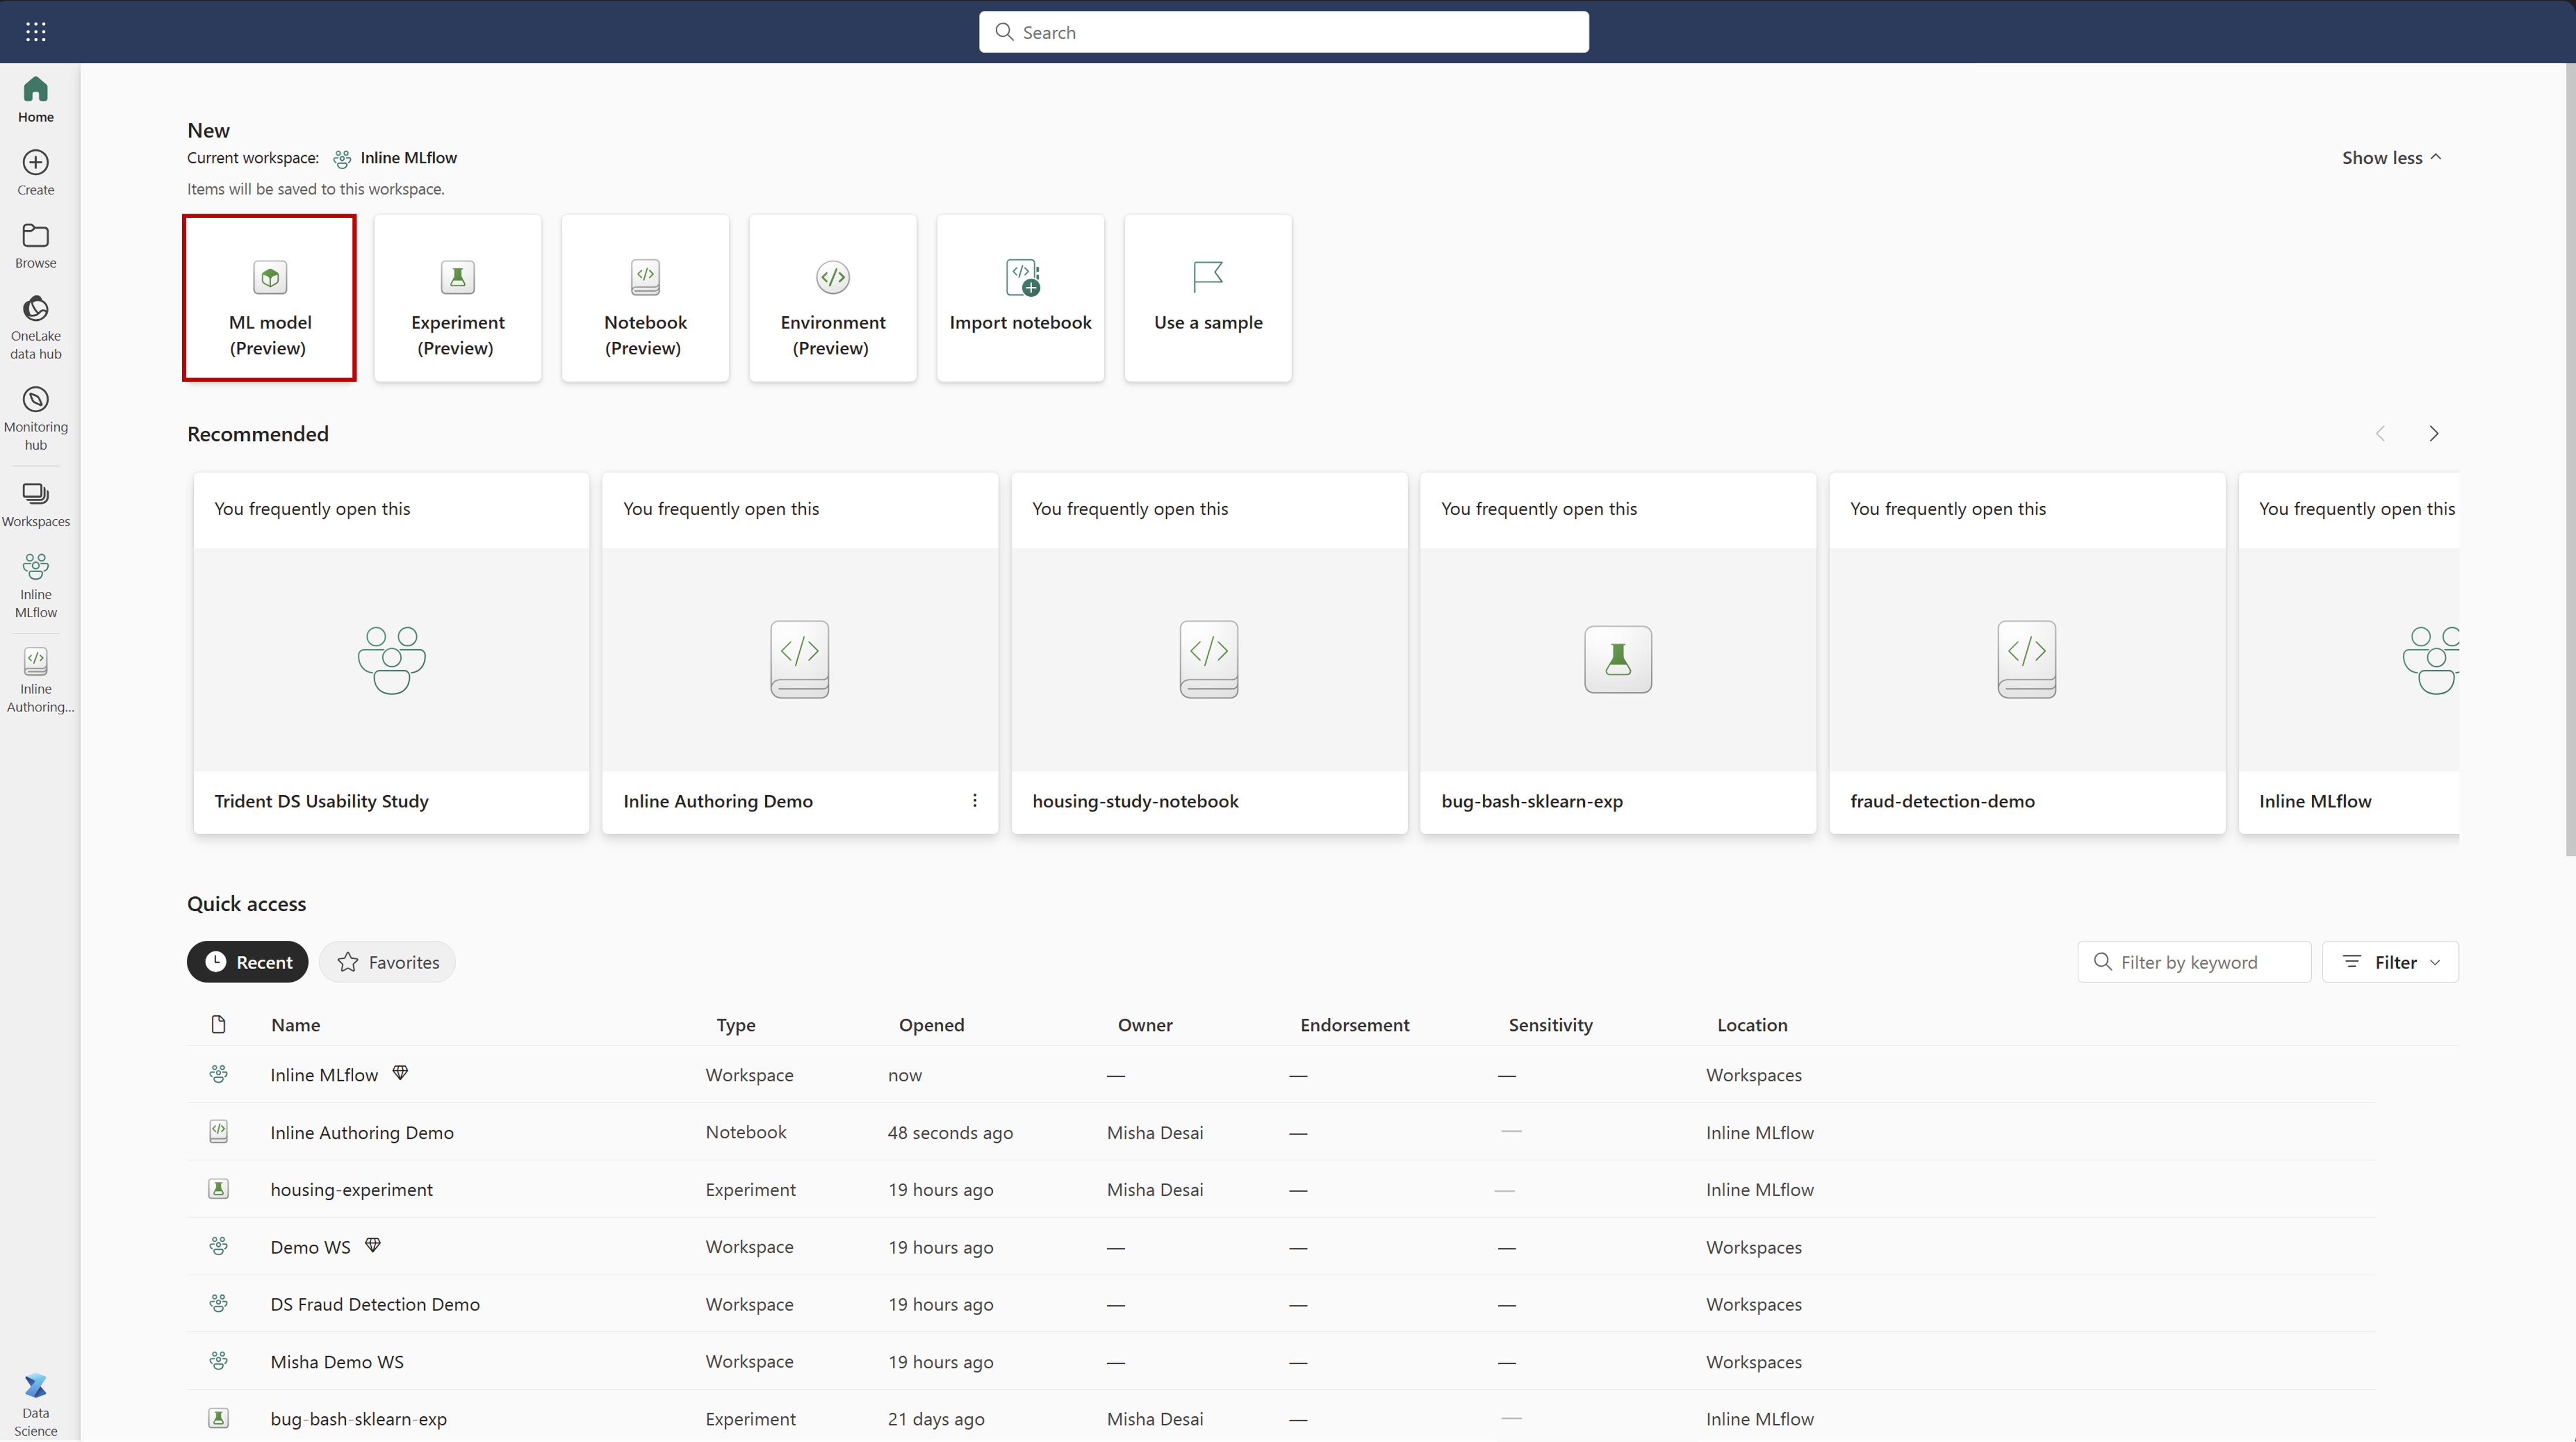 Search
Home
Create
Browse
OneLake
data hub
Monitoring
hub
Workspaces
Inline
MLflow
Inline
Authoring...
Data
Science
New
Current workspace: Inline MLflow
Show less
Items will be saved to this workspace.
ML model
(Preview)
Experiment
(Preview)
Notebook
(Preview)
Environment
(Preview)
Import notebook
Use a sample
Recommended
You frequently open this
Trident DS Usability Study
You frequently open this
Inline Authoring Demo
You frequently open this
housing-study-notebook
You frequently open this
bug-bash-sklearn-exp
You frequently open this
fraud-detection-demo
You frequently open this
Inline MLflow
Quick access
Recent Favorites
Filter by keyword Filter
Name Type Opened Owner Endorsement Sensitivity Location
Inline MLflow Workspace now — — — Workspaces
Inline Authoring Demo Notebook 48 seconds ago Misha Desai — — Inline MLflow
housing-experiment Experiment 19 hours ago Misha Desai — — Inline MLflow
Demo WS Workspace 19 hours ago — — — Workspaces
DS Fraud Detection Demo Workspace 19 hours ago — — — Workspaces
Misha Demo WS Workspace 19 hours ago — — — Workspaces
bug-bash-sklearn-exp Experiment 21 days ago Misha Desai — — Inline MLflow